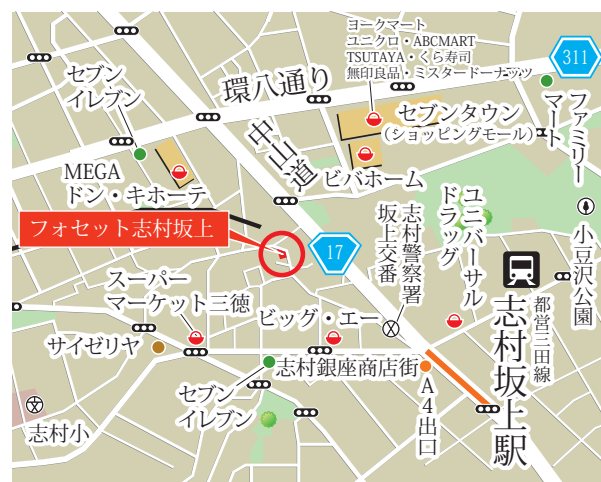 ヨークマート
ユニクロ・ABCMART
TSUTAYA・くら寿司
無印良品・ミスタードーナッツ
311
セブン
イレブン
環八通り
中山道
セブンタウン
(ショッピングモール)
ファミリー
マート
MEGA
ドン・キホーテ
ビバホーム
フォセット志村坂上
17
志村警察署
坂上交番
ユニバーサル
ドラッグ
小豆沢公園
スーパー
マーケット三徳
ビッグ・エー
都営三田線
志村坂上駅
サイゼリヤ
志村銀座商店街
A4出口
セブン
イレブン
志村小